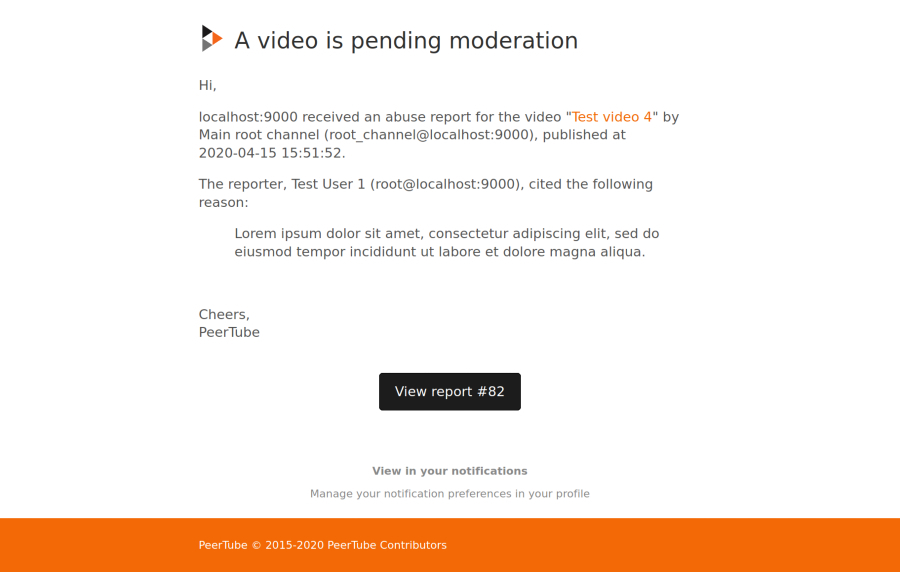 A video is pending moderation
Hi,
localhost:9000 received an abuse report for the video "Test video 4" by
Main root channel (root_channel@localhost:9000), published at
2020-04-15 15:51:52.
The reporter, Test User 1 (root@localhost:9000), cited the following
reason:
Lorem ipsum dolor sit amet, consectetur adipiscing elit, sed do
eiusmod tempor incididunt ut labore et dolore magna aliqua.
Cheers,
PeerTube
View report #82
View in your notifications
Manage your notification preferences in your profile
PeerTube © 2015-2020 PeerTube Contributors